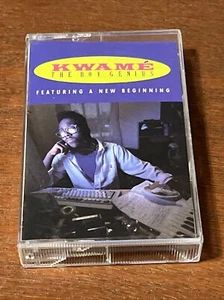 KWAMÉ
THE BOY GENIUS
FEATURING A NEW BEGINNING